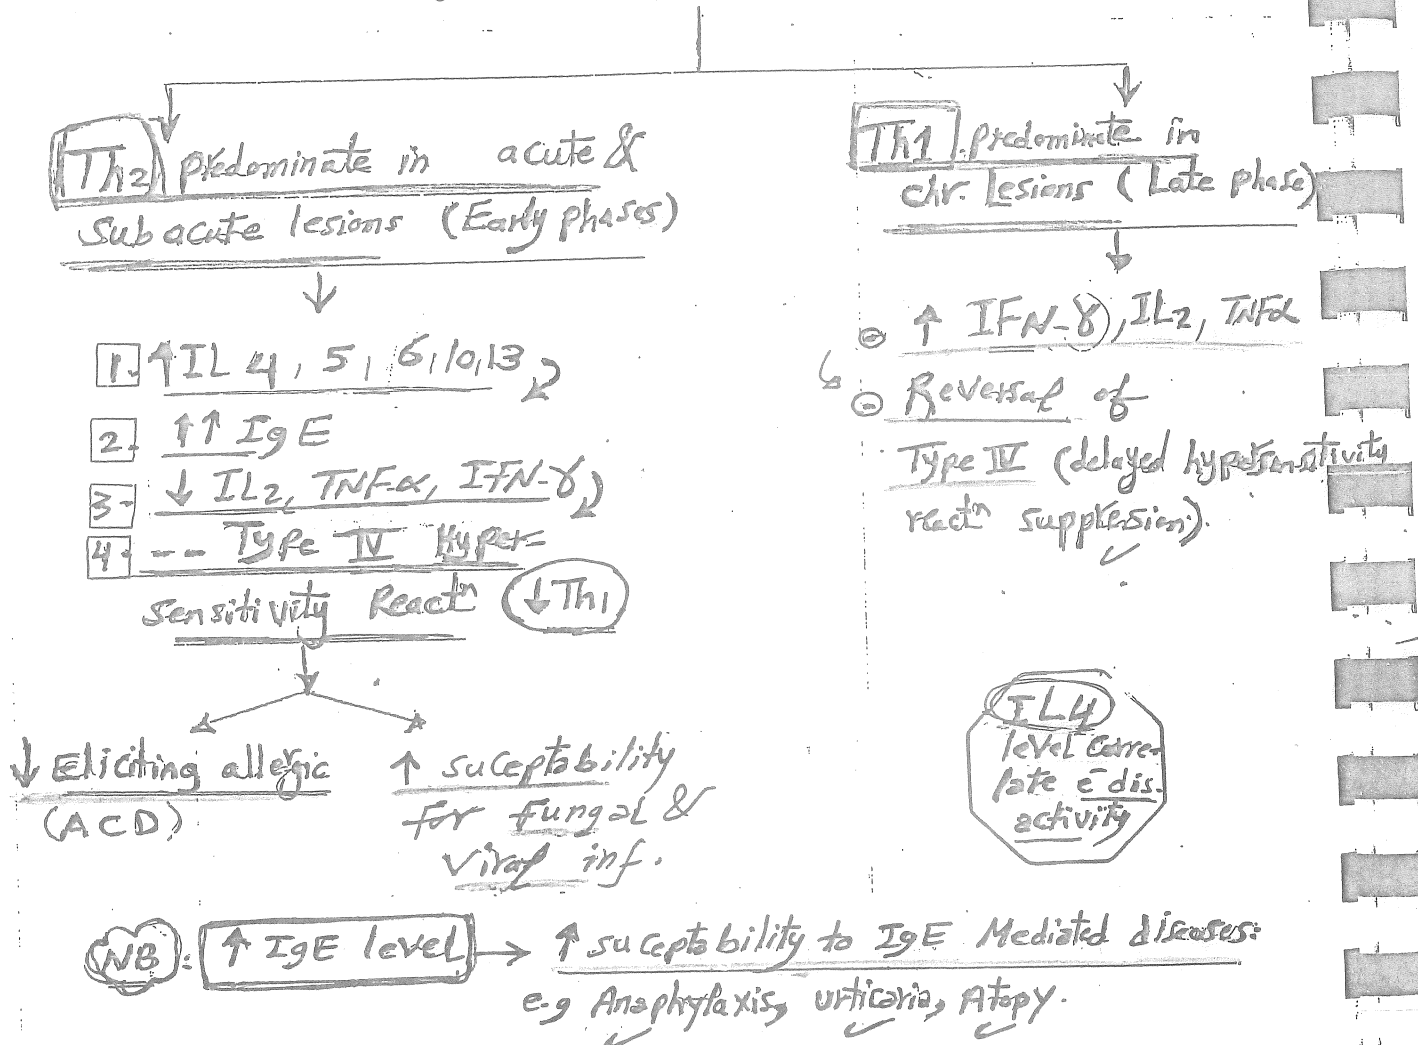 Th2 predominate in acute &
Subacute lesions (Early phases)
1. ↑ IL 4, 5, 6, 10, 13
2. ↑↑ IgE
3- ↓ IL2, TNF-α, IFN-γ
4- -- Type IV Hyper-
sensitivity Reactn ↓Th1
↓ Eliciting allergic
(ACD)
↑ suceptability
for Fungal &
Viral inf.
Th1 predominate in
chr. Lesions (Late phase)
↑ IFN-γ, IL2, TNFα
Reversal of
Type IV (delayed hypersensitivity
reactn suppression).
IL4
level corre-
late c̄ dis.
activity
NB: ↑ IgE level → ↑ suceptability to IgE Mediated diseases:
e.g Anaphylaxis, urticaria, Atopy.